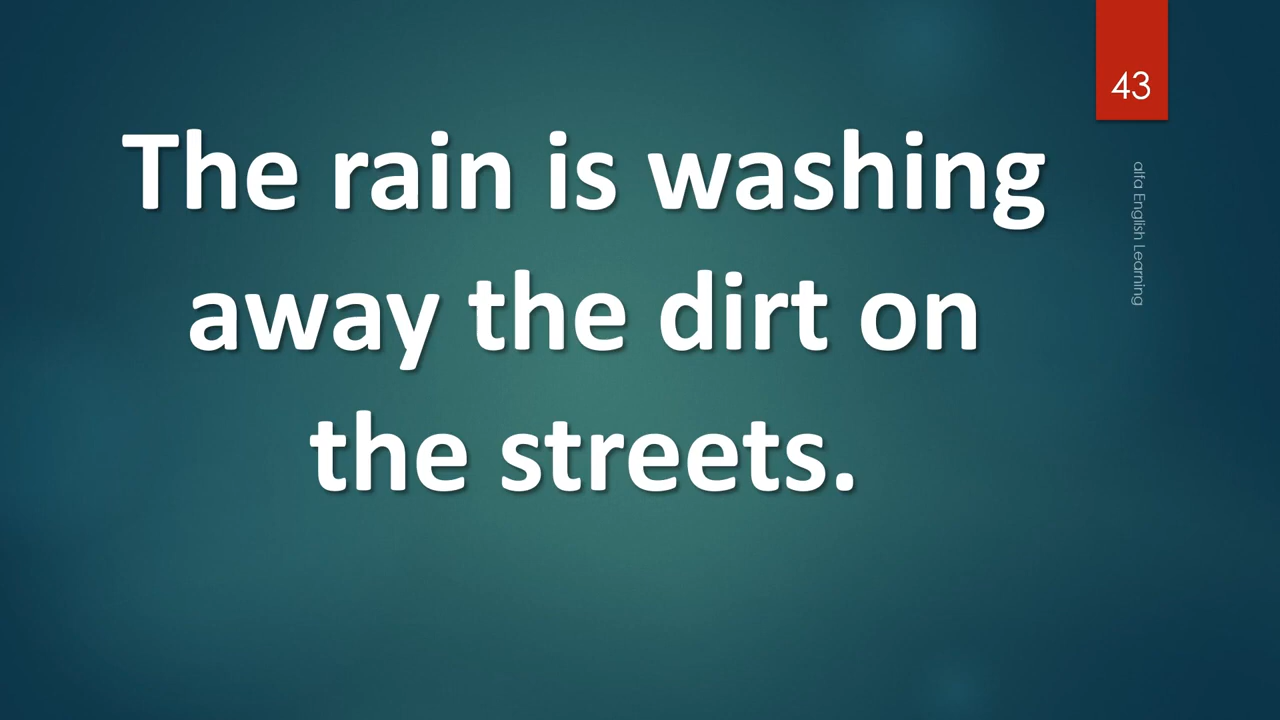 43
The rain is washing
away the dirt on
the streets.
alfa English Learning